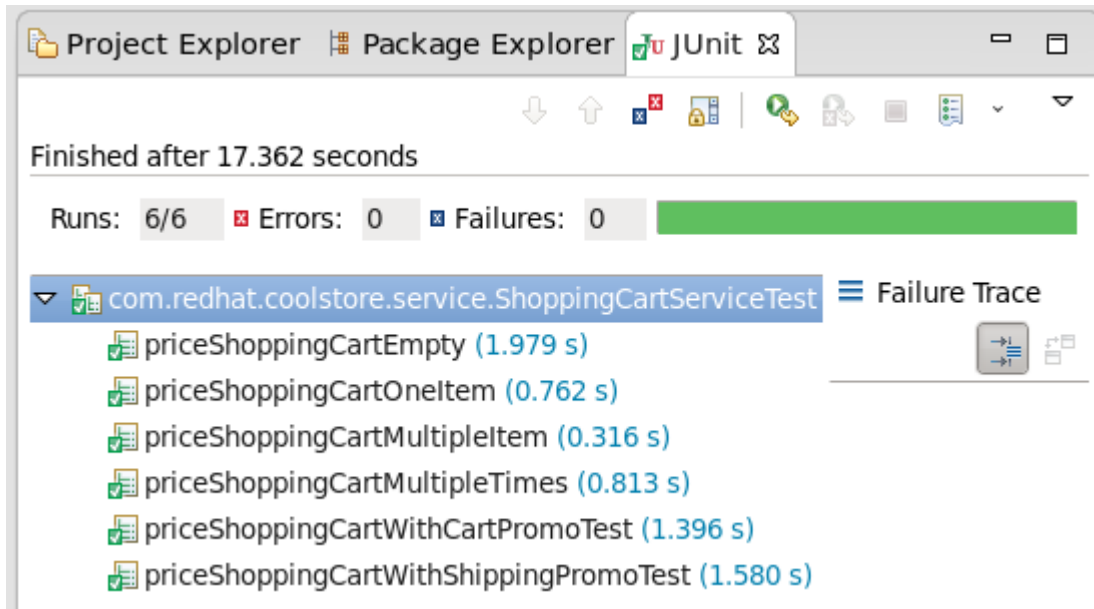 Project Explorer Package Explorer JUnit
Finished after 17.362 seconds
Runs: 6/6 Errors: 0 Failures: 0
com.redhat.coolstore.service.ShoppingCartServiceTest Failure Trace
priceShoppingCartEmpty (1.979 s)
priceShoppingCartOneItem (0.762 s)
priceShoppingCartMultipleItem (0.316 s)
priceShoppingCartMultipleTimes (0.813 s)
priceShoppingCartWithCartPromoTest (1.396 s)
priceShoppingCartWithShippingPromoTest (1.580 s)